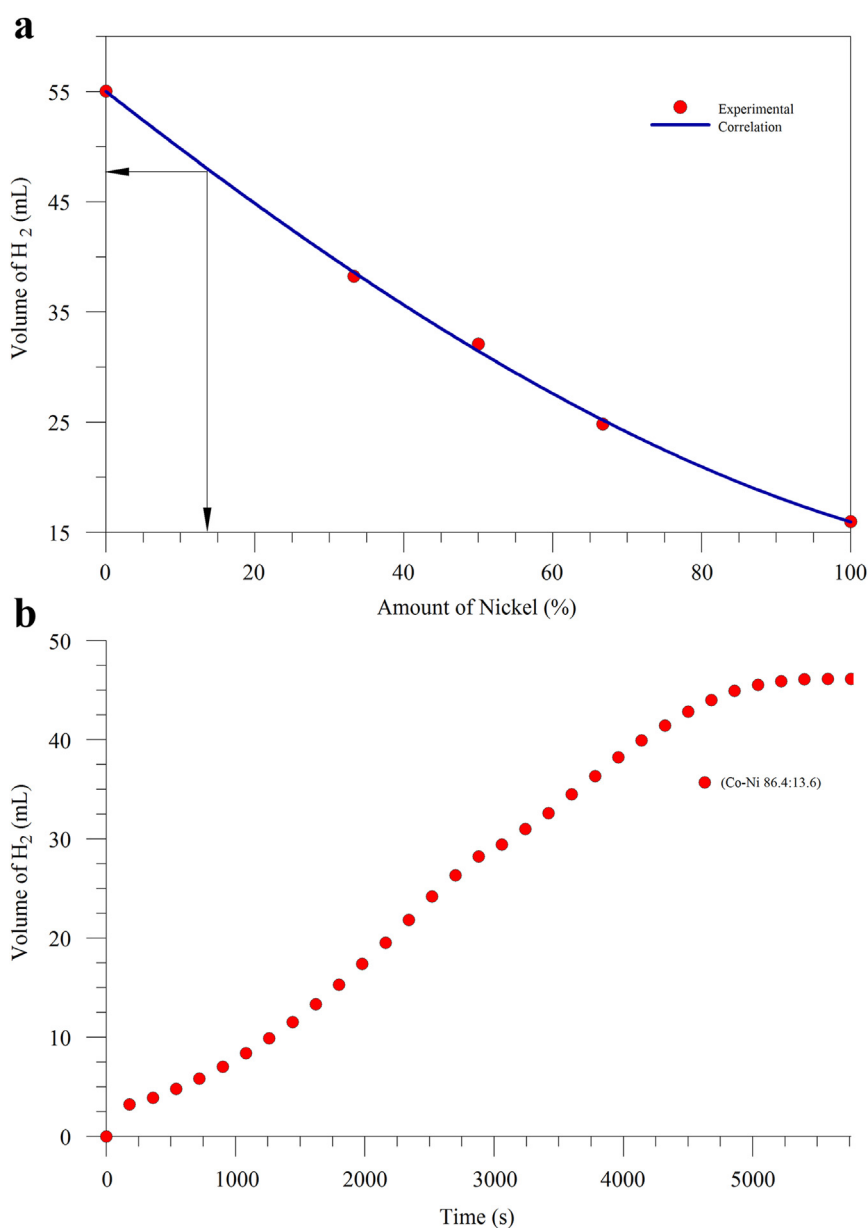 a
55
45
35
25
15
Volume of H 2 (mL)
Experimental
Correlation
0 20 40 60 80 100
Amount of Nickel (%)
b
50
40
30
20
10
0
Volume of H2 (mL)
(Co-Ni 86.4:13.6)
0 1000 2000 3000 4000 5000
Time (s)